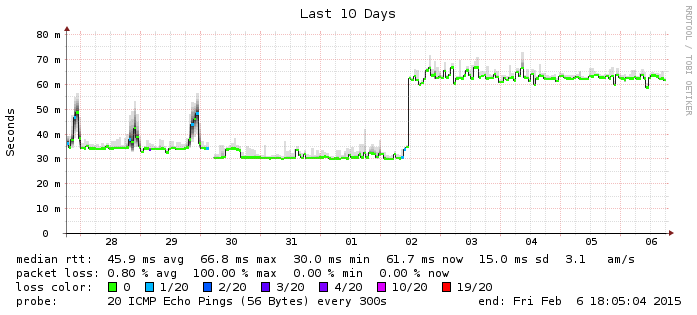 Last 10 Days
RRDTOOL / TOBI OETIKER
Seconds
80 m
70 m
60 m
50 m
40 m
30 m
20 m
10 m
0
28 29 30 31 01 02 03 04 05 06
median rtt: 45.9 ms avg 66.8 ms max 30.0 ms min 61.7 ms now 15.0 ms sd 3.1 am/s
packet loss: 0.80 % avg 100.00 % max 0.00 % min 0.00 % now
loss color: 0 1/20 2/20 3/20 4/20 10/20 19/20
probe: 20 ICMP Echo Pings (56 Bytes) every 300s end: Fri Feb 6 18:05:04 2015